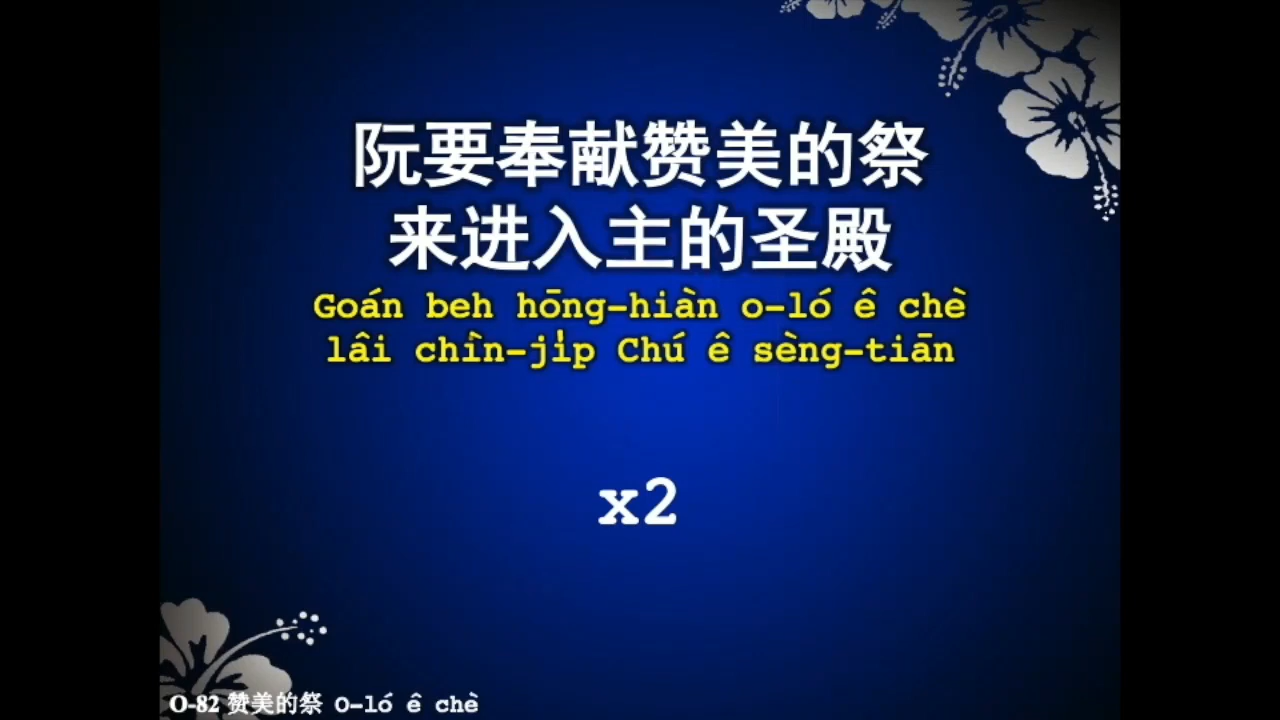 阮要奉献赞美的祭
来进入主的圣殿
Goán beh hōng-hiàn o-ló ê chè
lâi chìn-ji̍p Chú ê sèng-tiān
x2
O-82 赞美的祭 O-ló ê chè